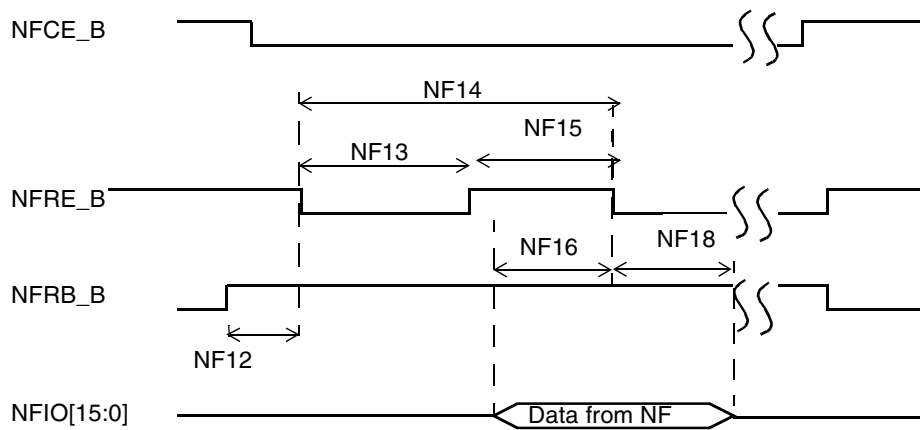 NFCE_B
NF14
NF15
NF13
NFRE_B
NF16
NF18
NFRB_B
NF12
NFIO[15:0]
Data from NF